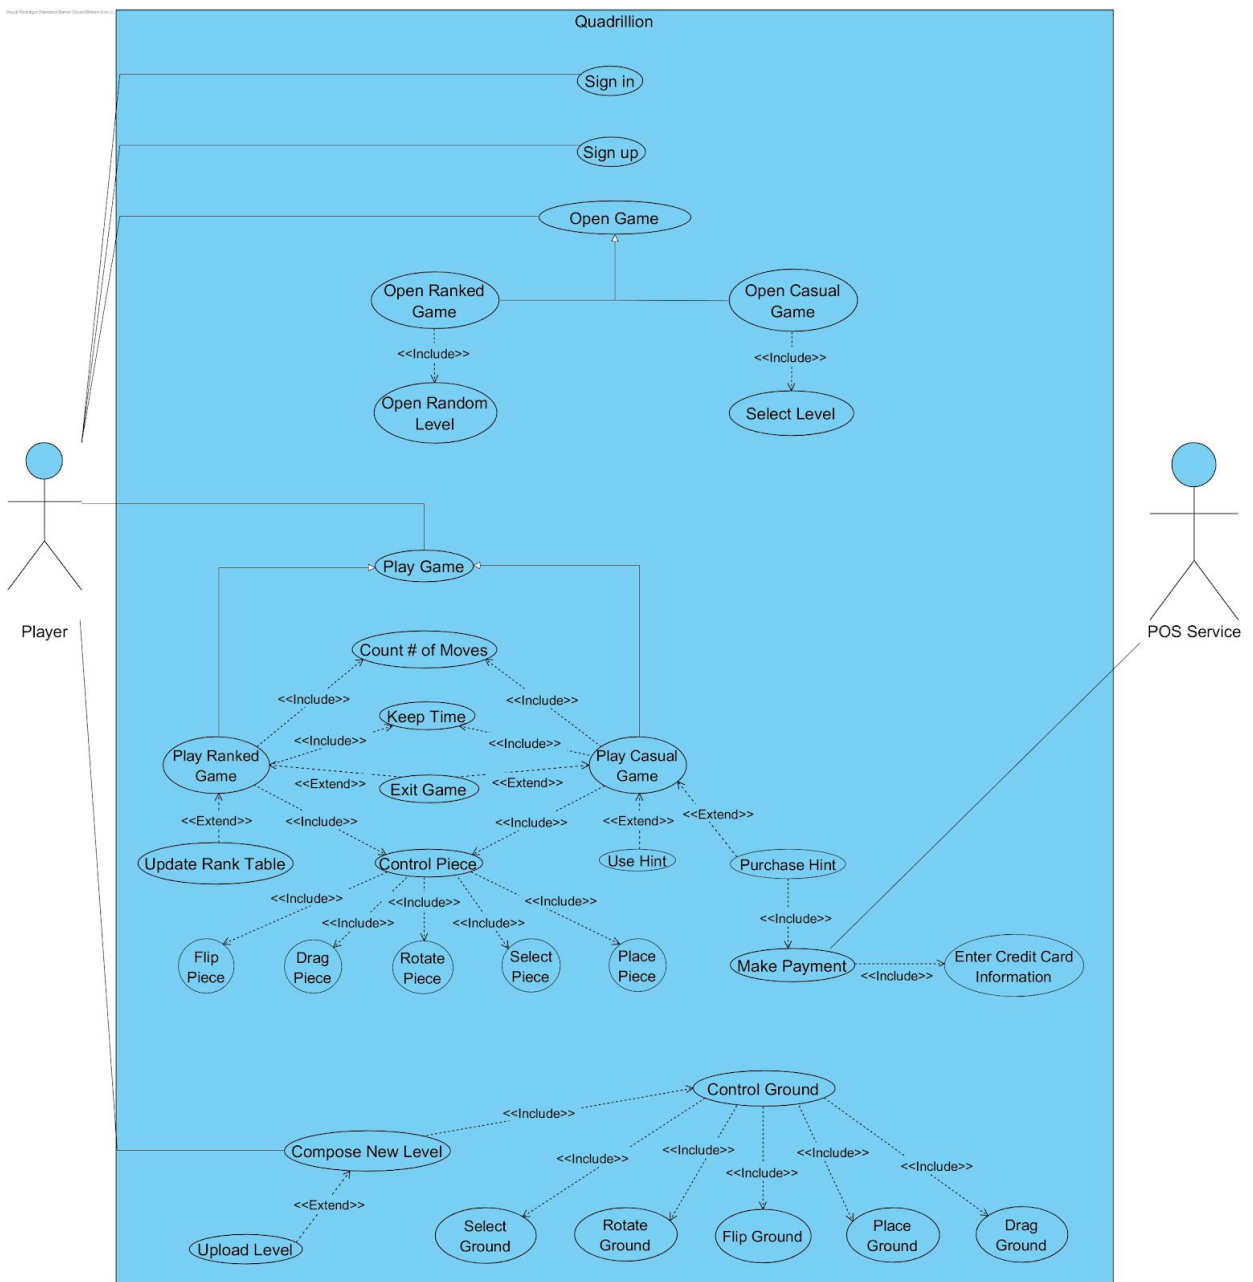 Quadrillion
Sign in
Sign up
Open Game
Open Ranked
Game
Open Casual
Game
<<Include>>
<<Include>>
Open Random
Level
Select Level
Player
POS Service
Play Game
Count # of Moves
<<Include>>
<<Include>>
Keep Time
<<Include>>
<<Include>>
Play Ranked
Game
Play Casual
Game
<<Extend>>
Exit Game
<<Extend>>
<<Extend>>
<<Include>>
<<Include>>
<<Extend>>
<<Extend>>
Update Rank Table
Control Piece
Use Hint
Purchase Hint
<<Include>>
<<Include>>
<<Include>>
<<Include>>
<<Include>>
<<Include>>
Flip
Piece
Drag
Piece
Rotate
Piece
Select
Piece
Place
Piece
Make Payment
<<Include>>
Enter Credit Card
Information
Control Ground
<<Include>>
Compose New Level
<<Include>>
<<Include>>
<<Include>>
<<Include>>
<<Include>>
<<Extend>>
Upload Level
Select
Ground
Rotate
Ground
Flip Ground
Place
Ground
Drag
Ground